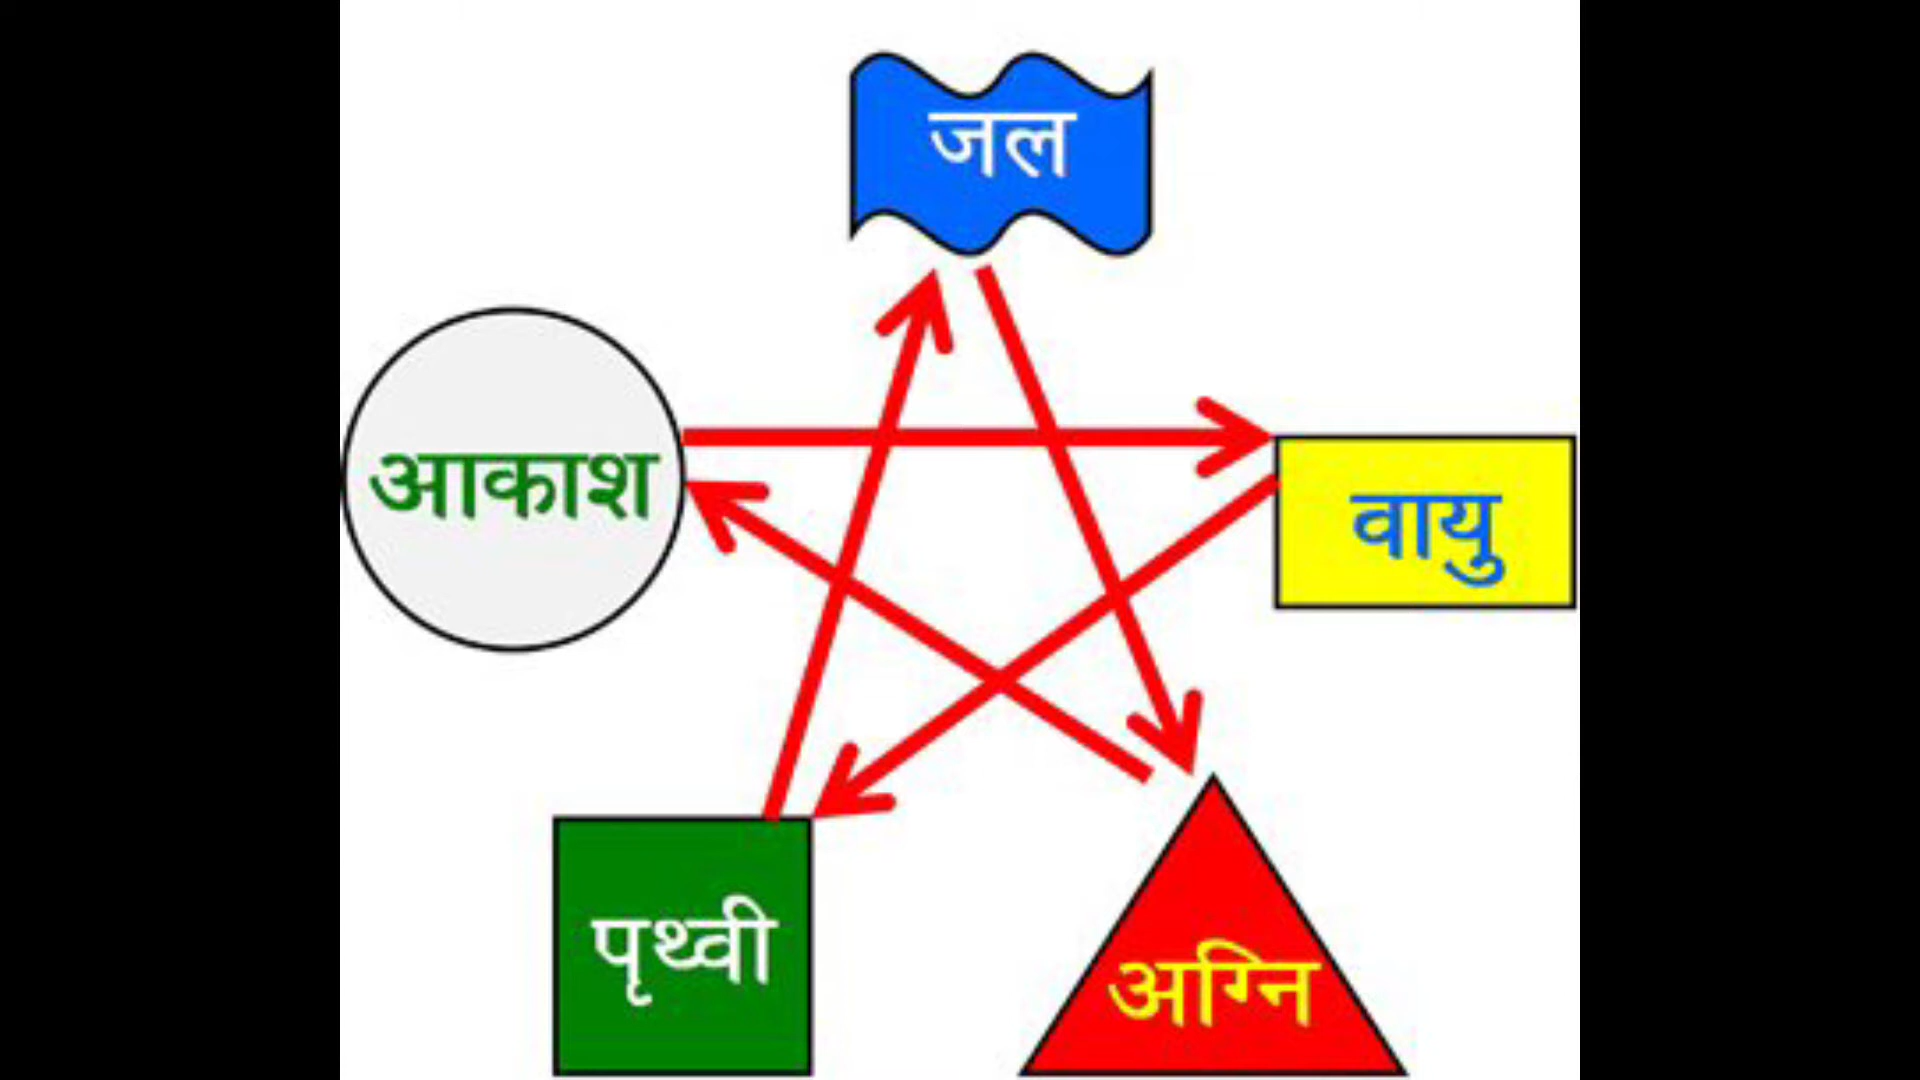 जल
आकाश
वायु
पृथ्वी
अग्नि